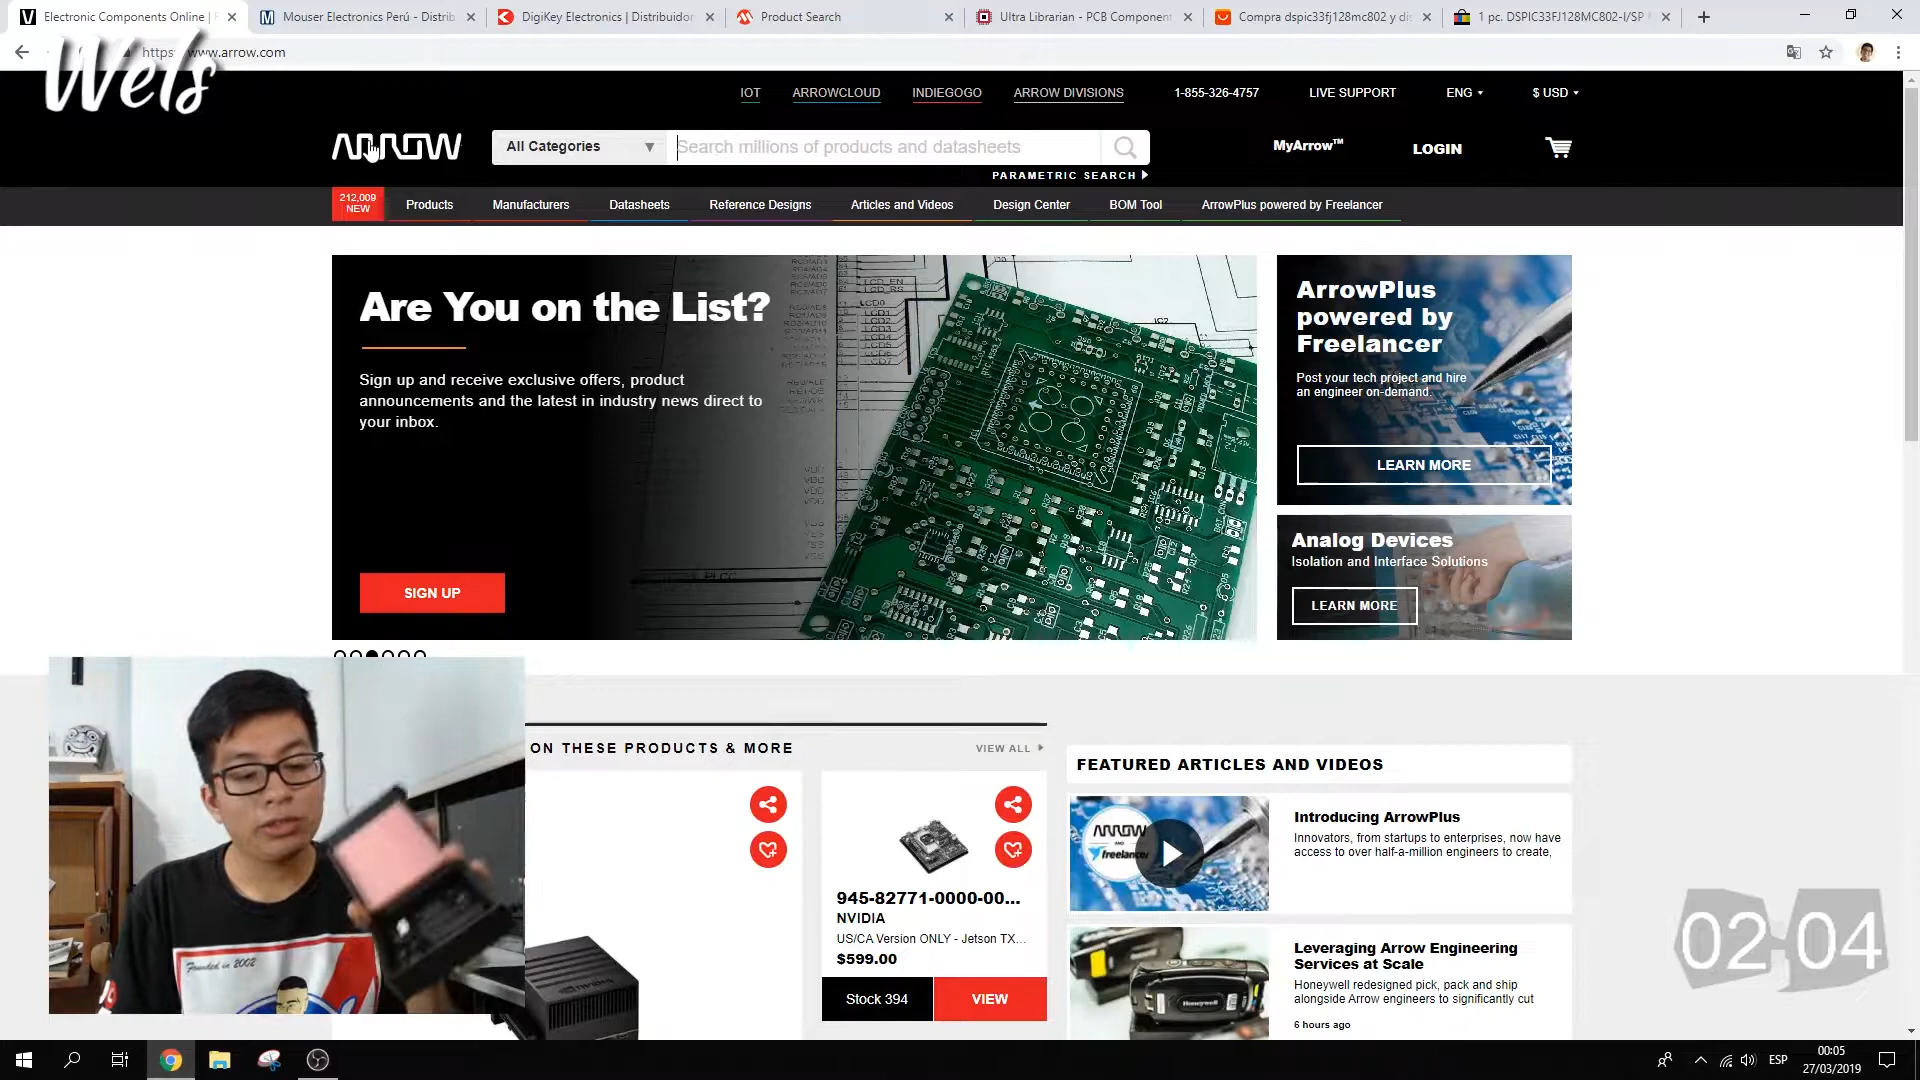 Electronic Components Online |
Mouser Electronics Perú - Distrib
DigiKey Electronics | Distribuidor
Product Search
Ultra Librarian - PCB Component
Compra dspic33fj128mc802 y di
1 pc. DSPIC33FJ128MC802-I/SP
https www.arrow.com
Wels
IOT
ARROWCLOUD
INDIEGOGO
ARROW DIVISIONS
1-855-326-4757
LIVE SUPPORT
ENG
$ USD
ARROW
All Categories
Search millions of products and datasheets
MyArrow™
LOGIN
PARAMETRIC SEARCH
212,009
NEW
Products
Manufacturers
Datasheets
Reference Designs
Articles and Videos
Design Center
BOM Tool
ArrowPlus powered by Freelancer
Are You on the List?
Sign up and receive exclusive offers, product
announcements and the latest in industry news direct to
your inbox.
SIGN UP
ArrowPlus
powered by
Freelancer
Post your tech project and hire
an engineer on-demand.
LEARN MORE
Analog Devices
Isolation and Interface Solutions
LEARN MORE
ON THESE PRODUCTS & MORE
VIEW ALL
945-82771-0000-00...
NVIDIA
US/CA Version ONLY - Jetson TX...
$599.00
Stock 394
VIEW
FEATURED ARTICLES AND VIDEOS
ARROW
AND
freelancer
Introducing ArrowPlus
Innovators, from startups to enterprises, now have
access to over half-a-million engineers to create,
Honeywell
Leveraging Arrow Engineering
Services at Scale
Honeywell redesigned pick, pack and ship
alongside Arrow engineers to significantly cut
6 hours ago
Founded in 2002
02-04
ESP
00:05
27/03/2019